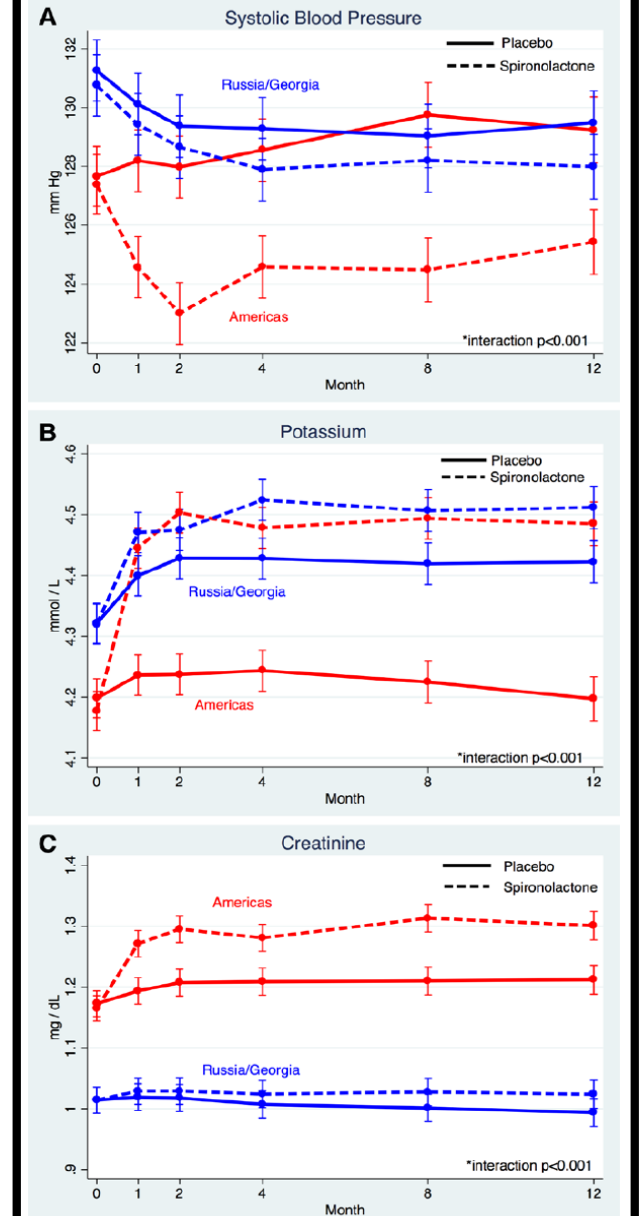 A
Systolic Blood Pressure
132
130
128
126
124
122
mm Hg
Placebo
Spironolactone
Russia/Georgia
Americas
*interaction p<0.001
0 1 2 4 8 12
Month
B
Potassium
4.6
4.5
4.4
4.3
4.2
4.1
mmol / L
Placebo
Spironolactone
Russia/Georgia
Americas
*interaction p<0.001
0 1 2 4 8 12
Month
C
Creatinine
1.4
1.3
1.2
1.1
1
.9
mg / dL
Placebo
Spironolactone
Americas
Russia/Georgia
*interaction p<0.001
0 1 2 4 8 12
Month